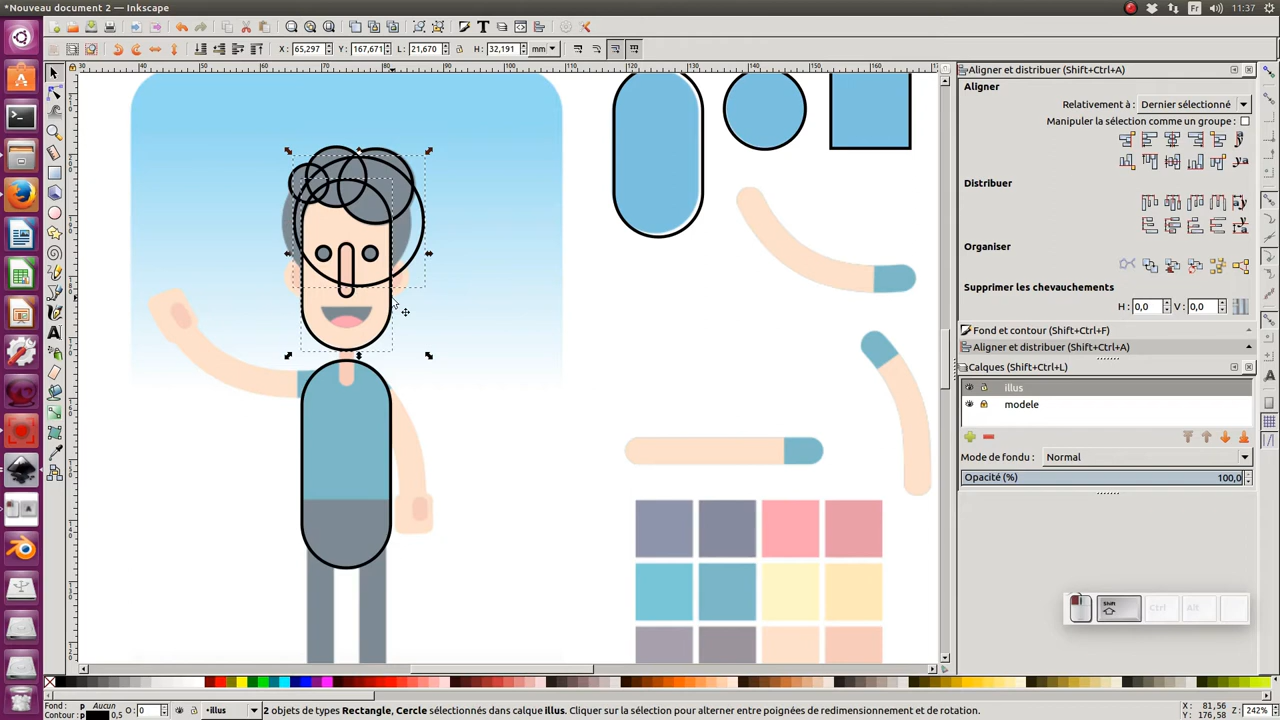 *Nouveau document 2 — Inkscape
Fr
11:37
X: 65,297
Y: 167,671
L: 21,670
H: 32,191
mm
Aligner et distribuer (Shift+Ctrl+A)
Aligner
Relativement à : Dernier sélectionné
Manipuler la sélection comme un groupe :
Distribuer
Organiser
Supprimer les chevauchements
H: 0,0 V: 0,0
Fond et contour (Shift+Ctrl+F)
Aligner et distribuer (Shift+Ctrl+A)
Calques (Shift+Ctrl+L)
illus
modele
Mode de fondu : Normal
Opacité (%) 100,0
Shift
Ctrl
Alt
Fond : p Aucun
Contour : p 0,5
O: 0
•illus
2 objets de types Rectangle, Cercle sélectionnés dans calque illus. Cliquer sur la sélection pour alterner entre poignées de redimensionnement et de rotation.
X: 81,56
Y: 176,58
Z: 242%